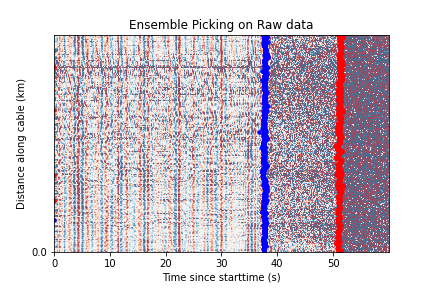 Ensemble Picking on Raw data
Distance along cable (km)
0.0
0 10 20 30 40 50
Time since starttime (s)